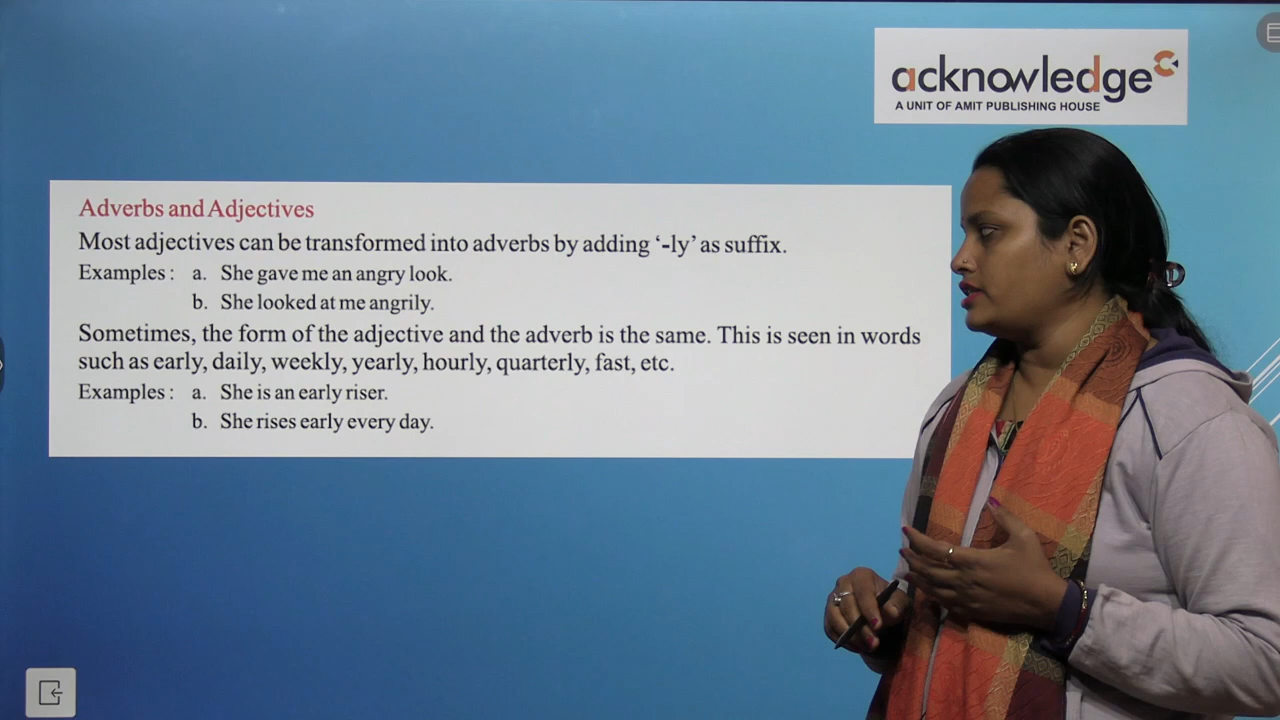 acknowledge
A UNIT OF AMIT PUBLISHING HOUSE
Adverbs and Adjectives
Most adjectives can be transformed into adverbs by adding ‘-ly’ as suffix.
Examples : a. She gave me an angry look.
b. She looked at me angrily.
Sometimes, the form of the adjective and the adverb is the same. This is seen in words
such as early, daily, weekly, yearly, hourly, quarterly, fast, etc.
Examples : a. She is an early riser.
b. She rises early every day.